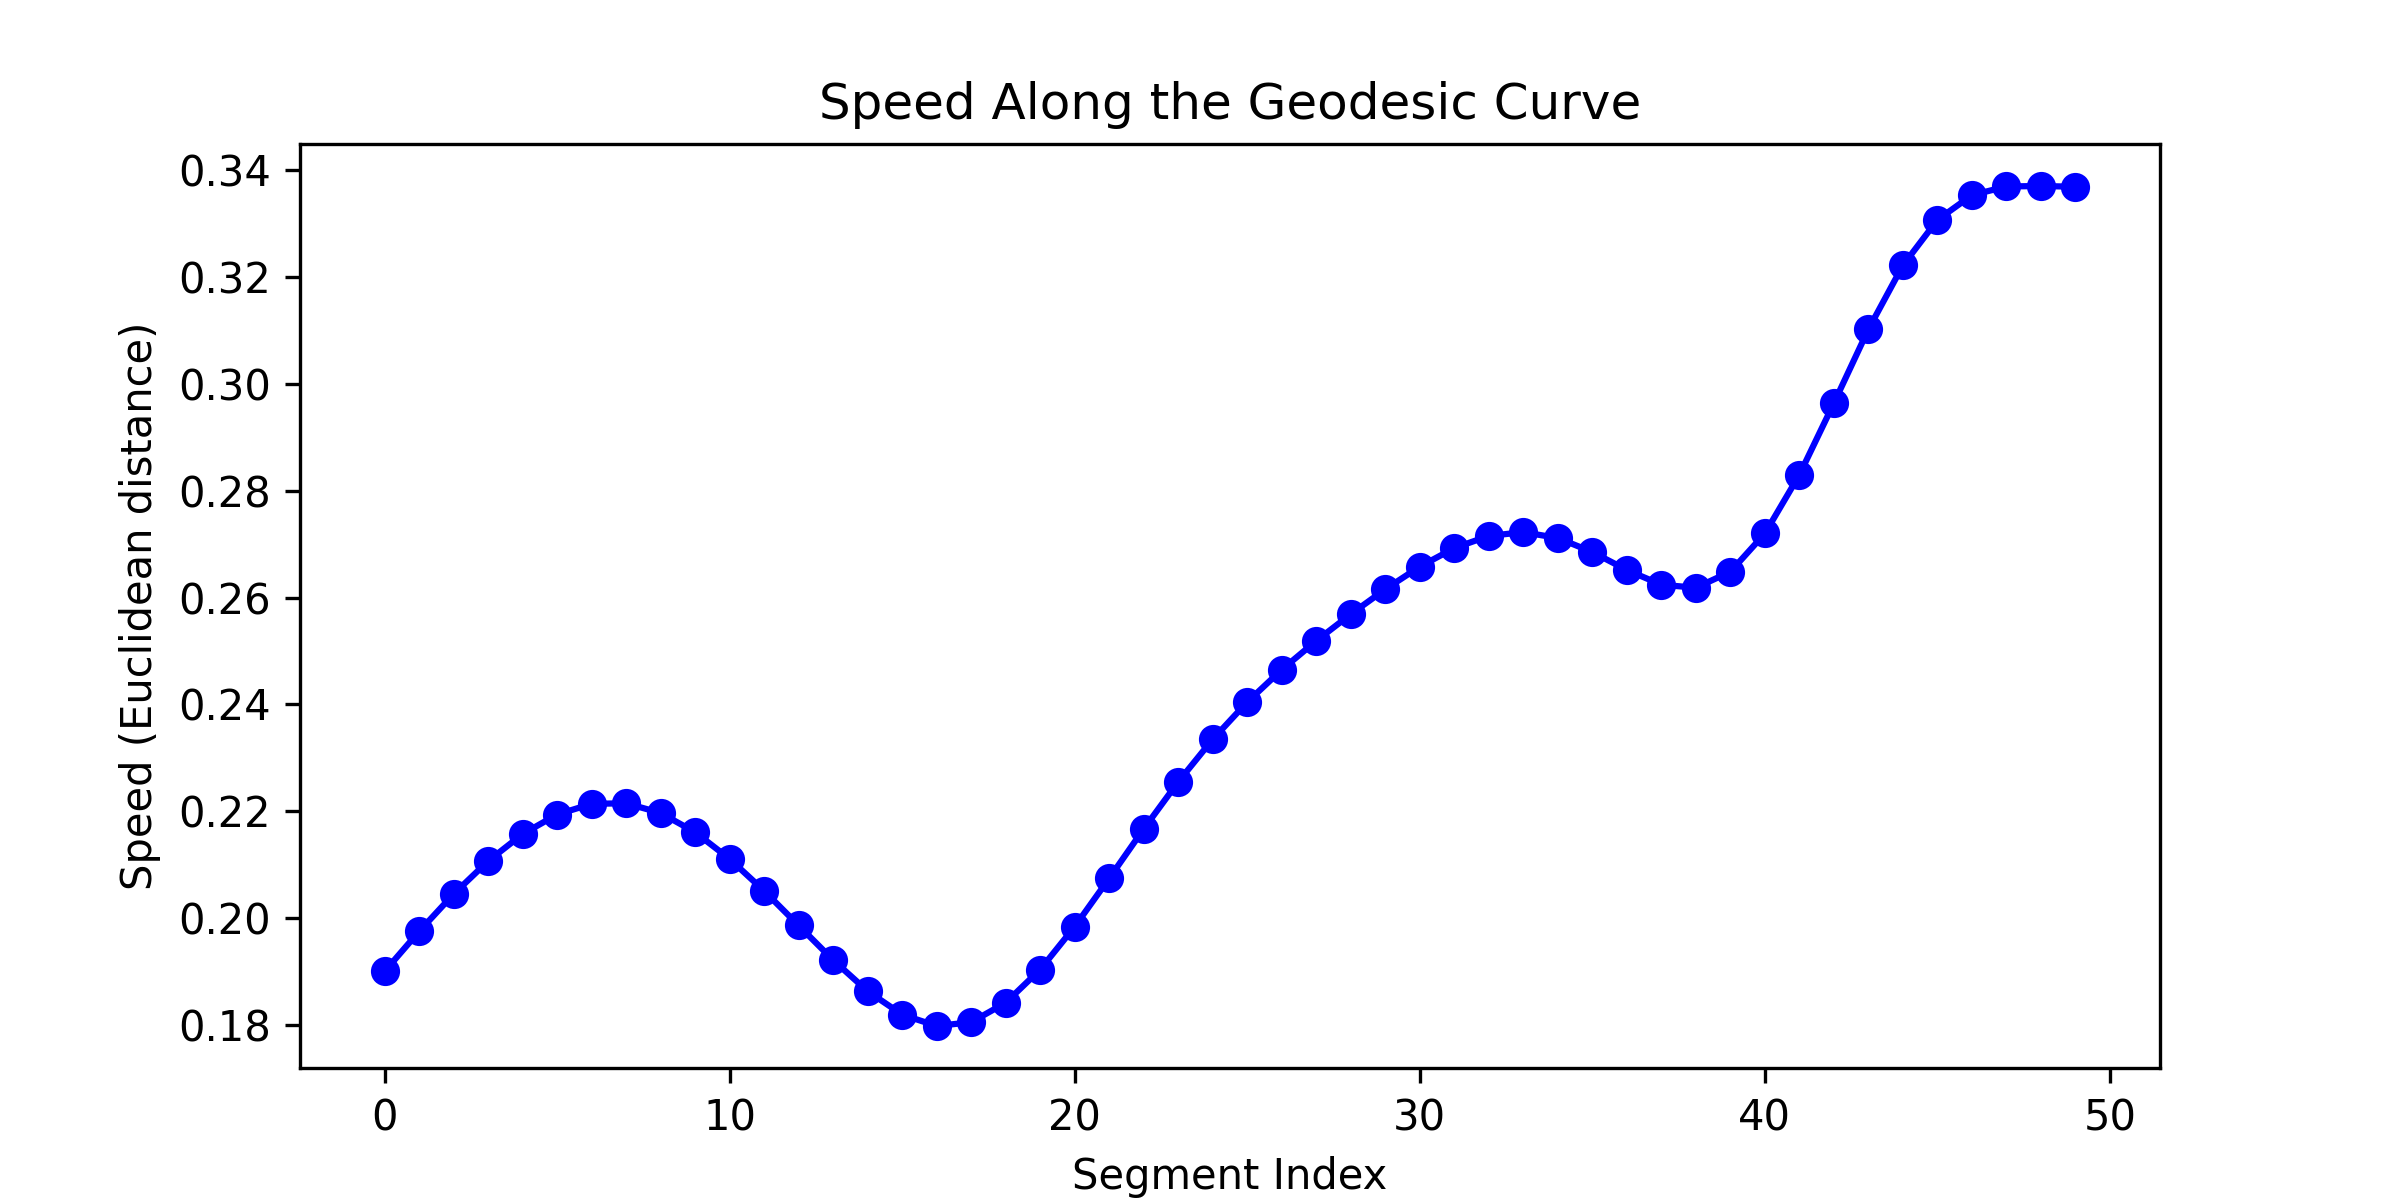 Speed Along the Geodesic Curve
Speed (Euclidean distance)
0.34
0.32
0.30
0.28
0.26
0.24
0.22
0.20
0.18
0 10 20 30 40 50
Segment Index